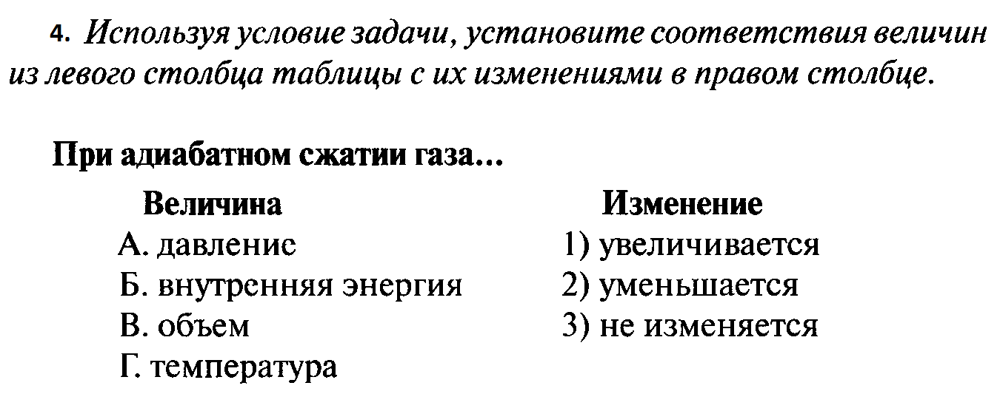 4. Используя условие задачи, установите соответствия величин
из левого столбца таблицы с их изменениями в правом столбце.
При адиабатном сжатии газа...
Величина Изменение
А. давление 1) увеличивается
Б. внутренняя энергия 2) уменьшается
В. объем 3) не изменяется
Г. температура